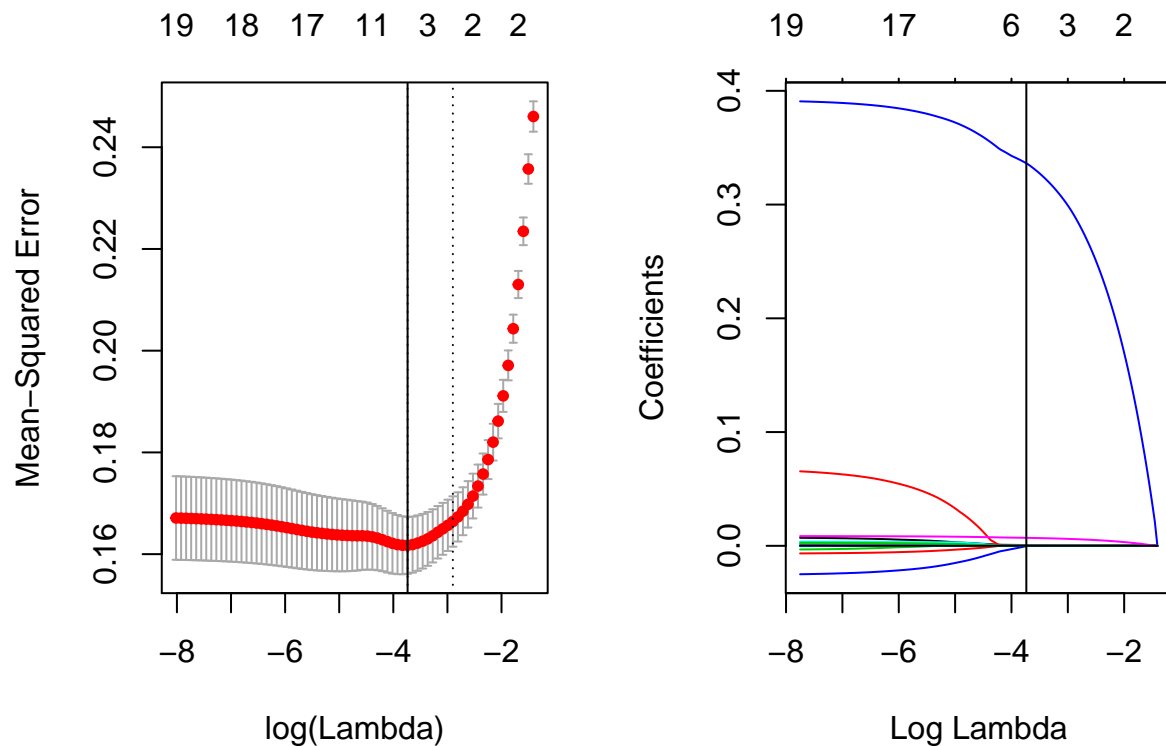 19 18 17 11 3 2 2
Mean−Squared Error
0.16 0.18 0.20 0.22 0.24
−8 −6 −4 −2
log(Lambda)
19 17 6 3 2
Coefficients
0.0 0.1 0.2 0.3 0.4
−8 −6 −4 −2
Log Lambda